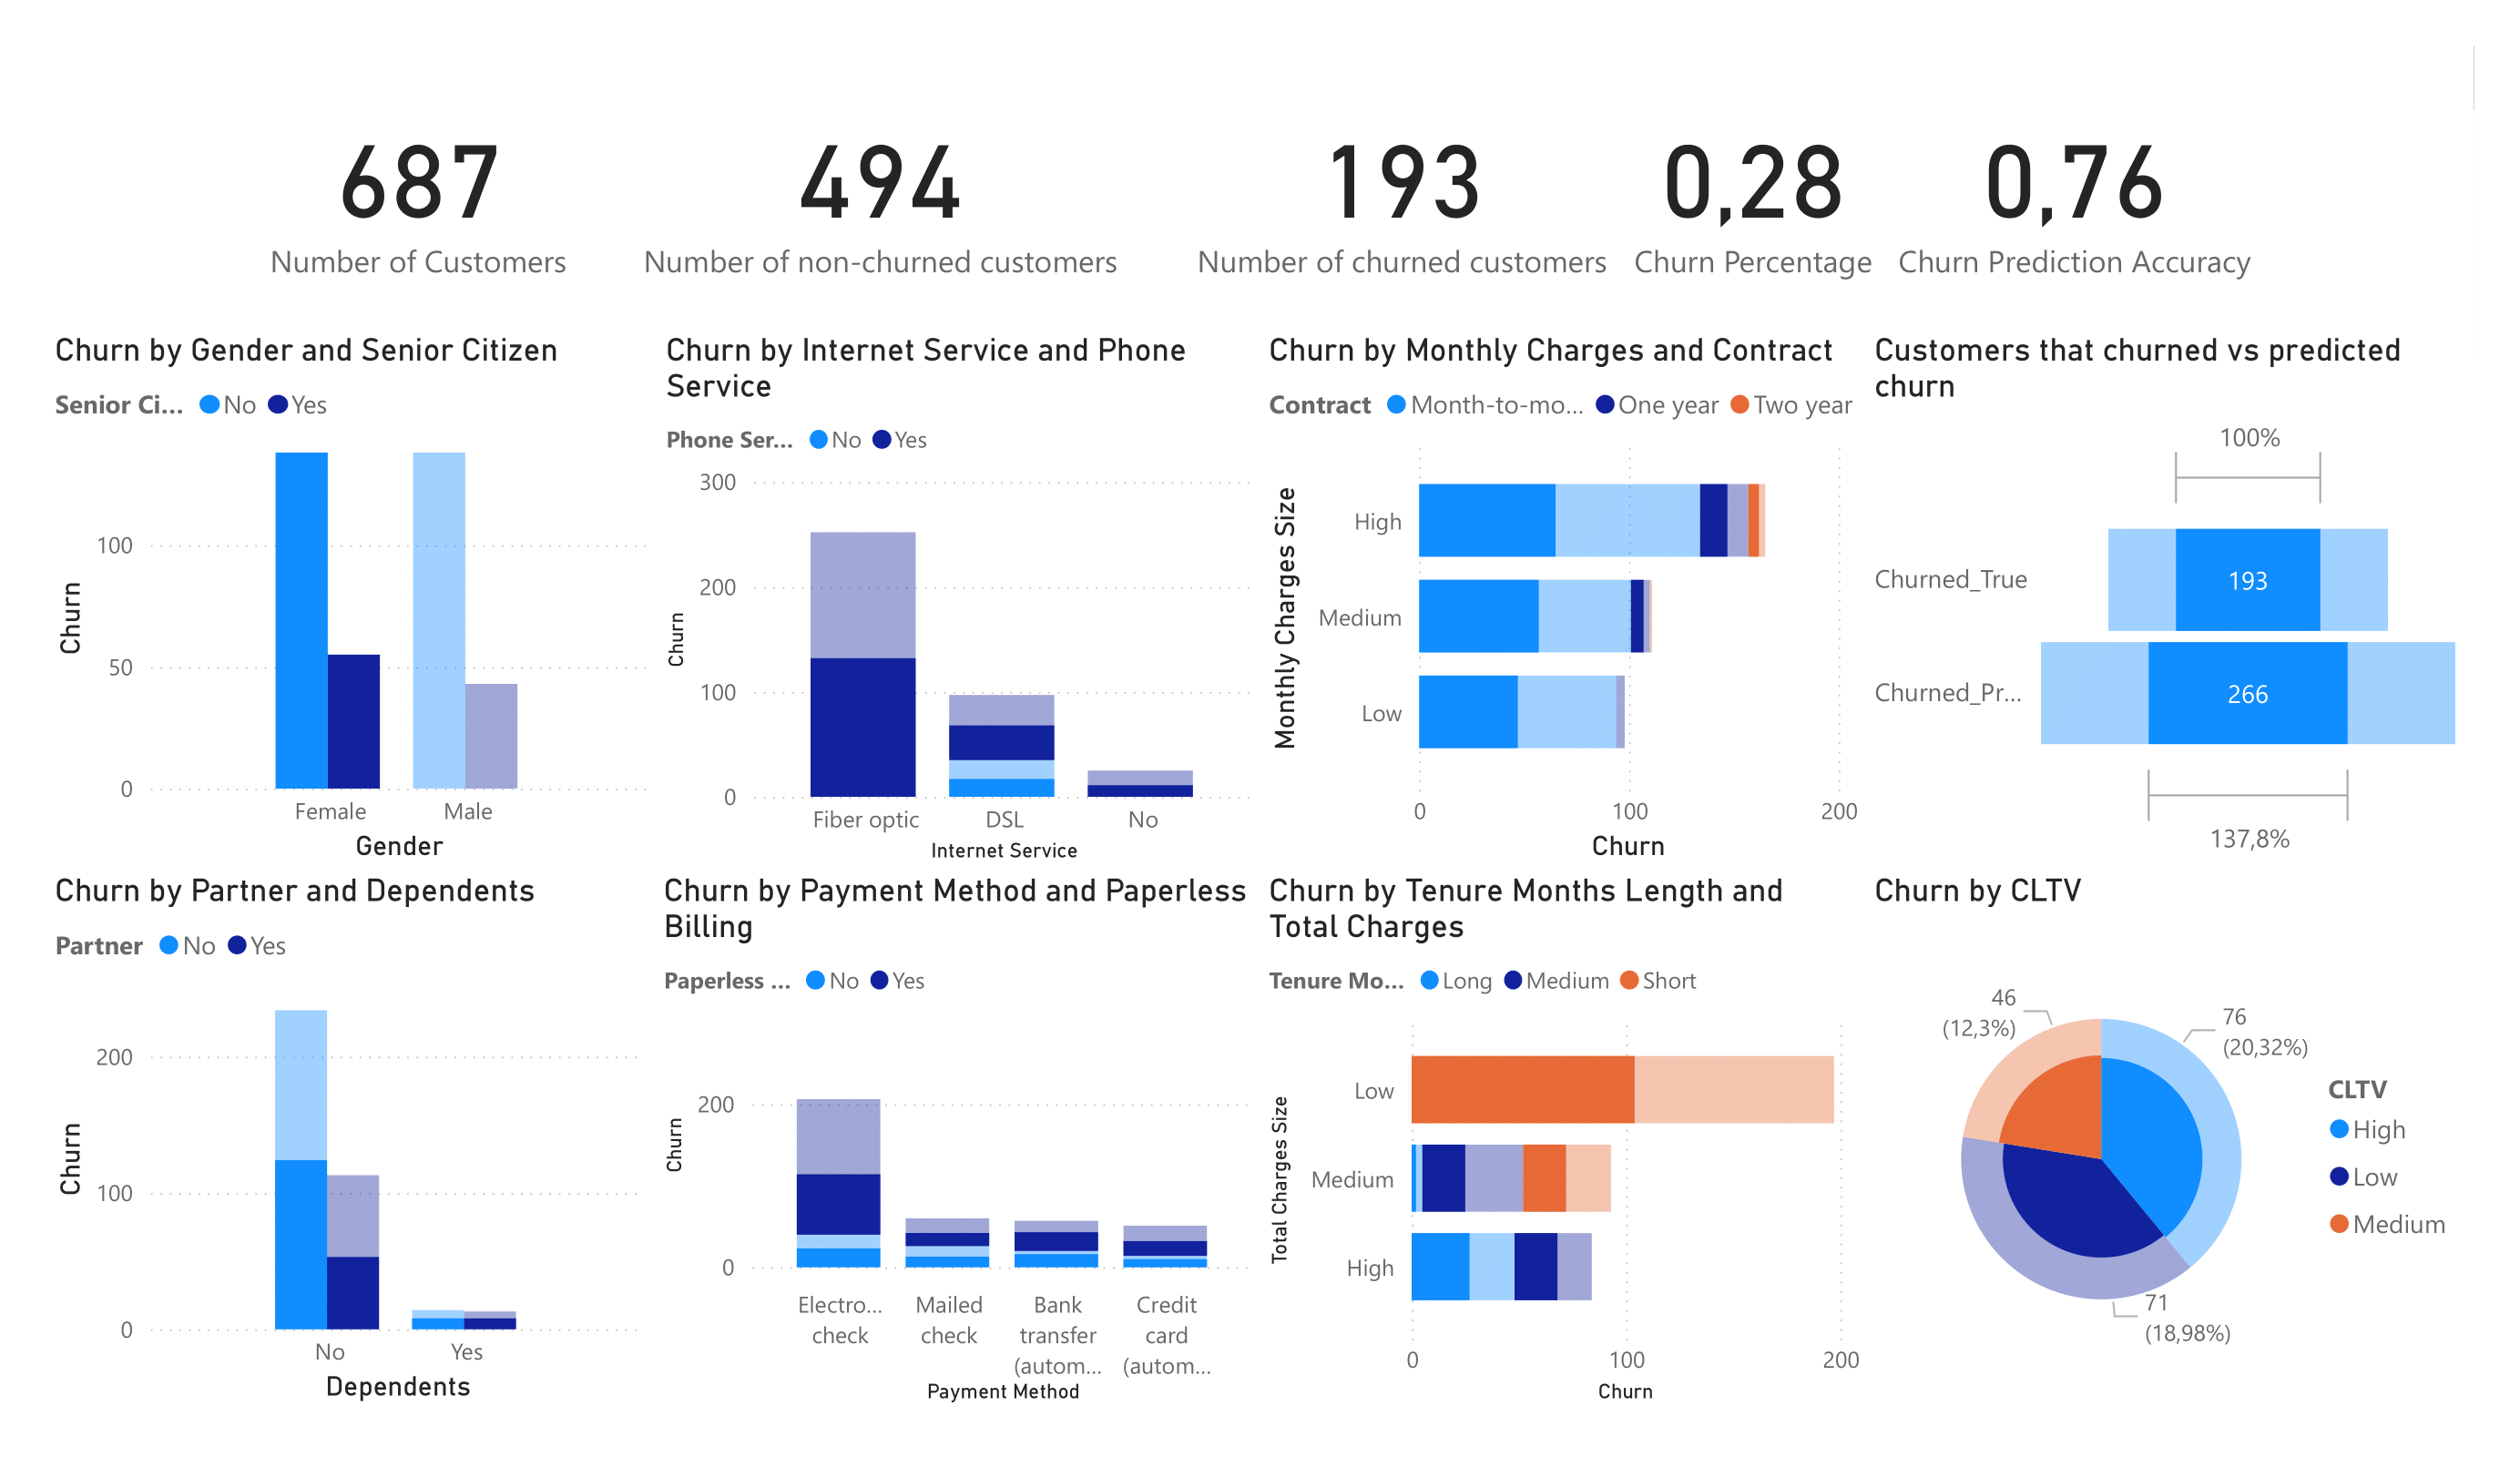 687
Number of Customers
494
Number of non-churned customers
193
Number of churned customers
0,28
Churn Percentage
0,76
Churn Prediction Accuracy
Churn by Gender and Senior Citizen
Senior Ci... No Yes
Churn
100
50
0
Female Male
Gender
Churn by Internet Service and Phone
Service
Phone Ser... No Yes
Churn
300
200
100
0
Fiber optic DSL No
Internet Service
Churn by Monthly Charges and Contract
Contract Month-to-mo... One year Two year
Monthly Charges Size
High
Medium
Low
0 100 200
Churn
Customers that churned vs predicted
churn
100%
Churned_True 193
Churned_Pr... 266
137,8%
Churn by Partner and Dependents
Partner No Yes
Churn
200
100
0
No Yes
Dependents
Churn by Payment Method and Paperless
Billing
Paperless ... No Yes
Churn
200
0
Electro...
check
Mailed
check
Bank
transfer
(autom...
Credit
card
(autom...
Payment Method
Churn by Tenure Months Length and
Total Charges
Tenure Mo... Long Medium Short
Total Charges Size
Low
Medium
High
0 100 200
Churn
Churn by CLTV
46
(12,3%)
76
(20,32%)
71
(18,98%)
CLTV
High
Low
Medium